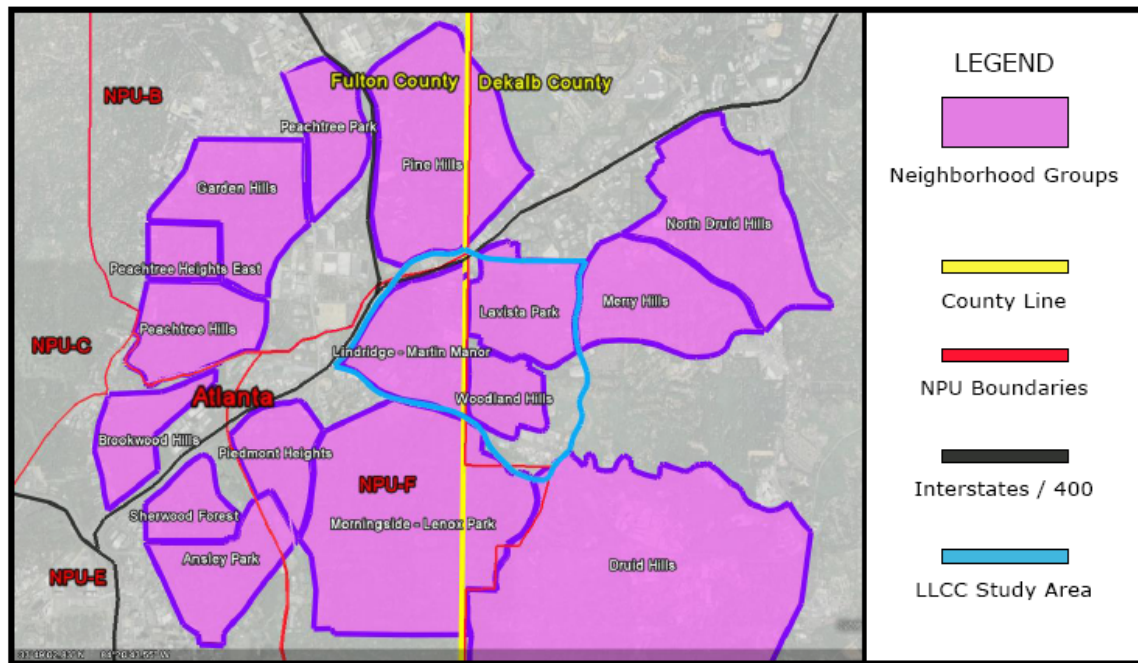 Fulton County
Dekalb County
NPU-B
Peachtree Park
Pine Hills
Garden Hills
North Druid Hills
Peachtree Heights East
Merry Hills
Lavista Park
Peachtree Hills
NPU-C
Lindridge - Martin Manor
Atlanta
Woodland Hills
Brookwood Hills
Piedmont Heights
NPU-F
Sherwood Forest
Morningside - Lenox Park
Ansley Park
Druid Hills
NPU-E
LEGEND
Neighborhood Groups
County Line
NPU Boundaries
Interstates / 400
LLCC Study Area